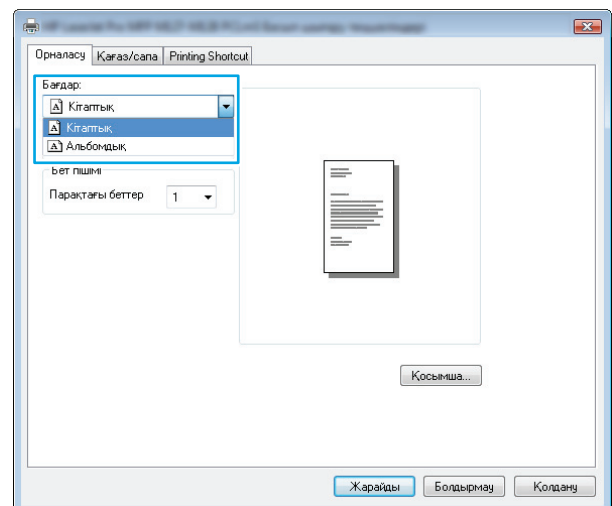 Орналасу Қағаз/сапа Printing Shortcut
Бағдар:
Кітаптық
Кітаптық
Альбомдық
Бет пішімі
Парақтағы беттер 1
Қосымша...
Жарайды Болдырмау Қолдану